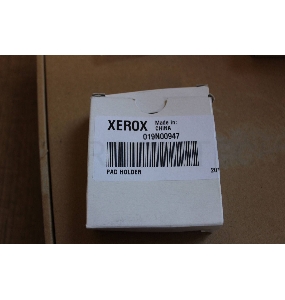 XEROX Made in:
CHINA
019N00947
PAD HOLDER